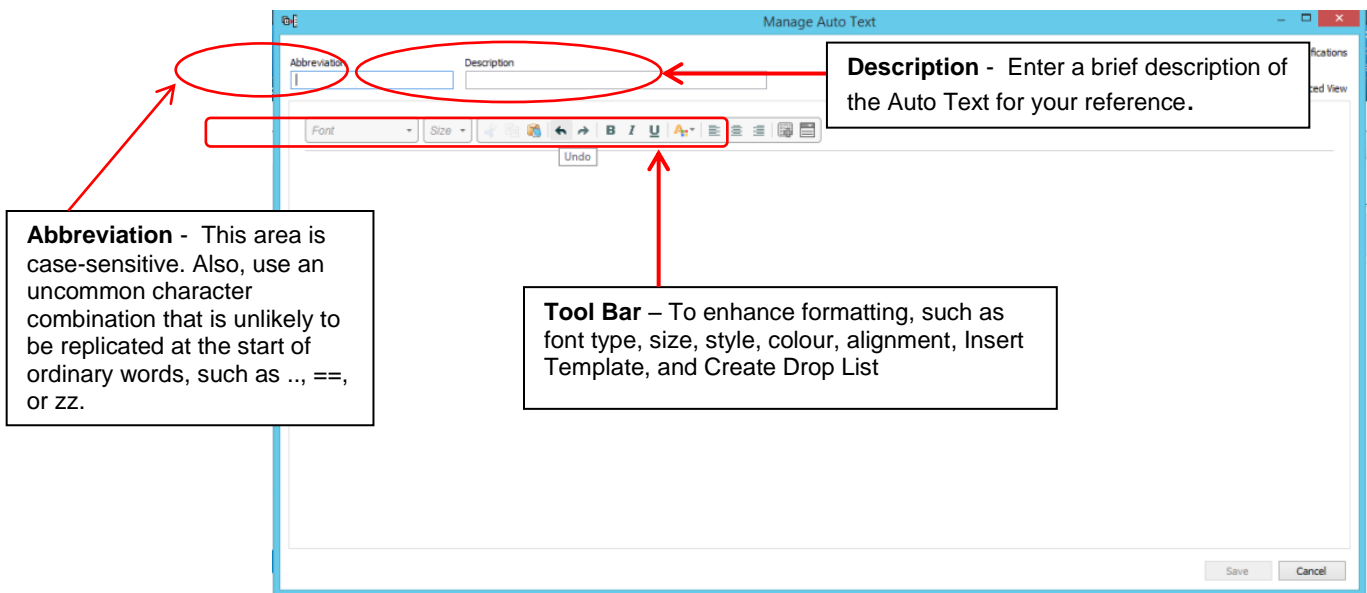 Manage Auto Text
Abbreviation
Description
Description - Enter a brief description of
the Auto Text for your reference.
fications
ced View
Font
Size
B I U A
Undo
Abbreviation - This area is
case-sensitive. Also, use an
uncommon character
combination that is unlikely to
be replicated at the start of
ordinary words, such as .., ==,
or zz.
Tool Bar – To enhance formatting, such as
font type, size, style, colour, alignment, Insert
Template, and Create Drop List
Save
Cancel